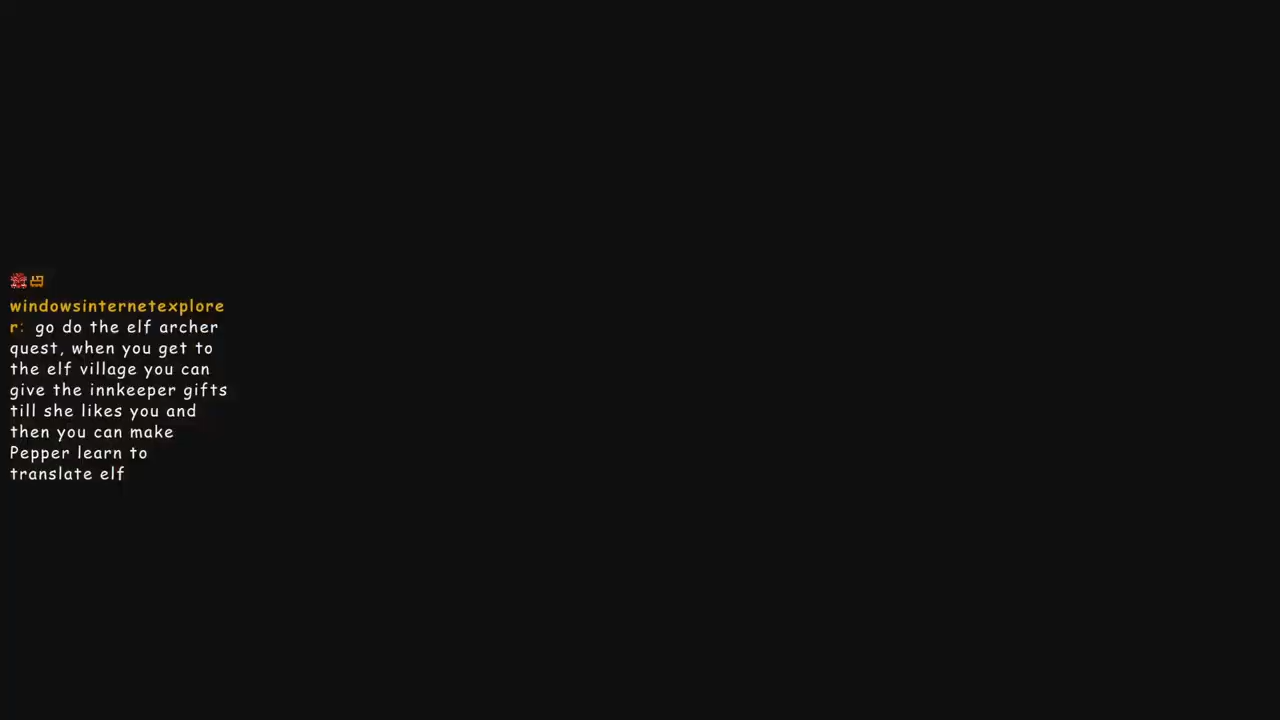 windowsinternetexplore
r: go do the elf archer
quest, when you get to
the elf village you can
give the innkeeper gifts
till she likes you and
then you can make
Pepper learn to
translate elf